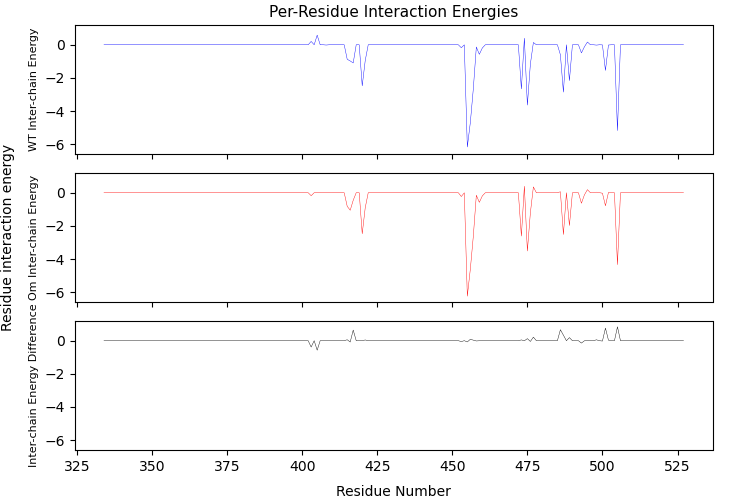 Per-Residue Interaction Energies
Residue interaction energy
WT Inter-chain Energy
0
−2
−4
−6
Om Inter-chain Energy
0
−2
−4
−6
Inter-chain Energy Difference
0
−2
−4
−6
325 350 375 400 425 450 475 500 525
Residue Number